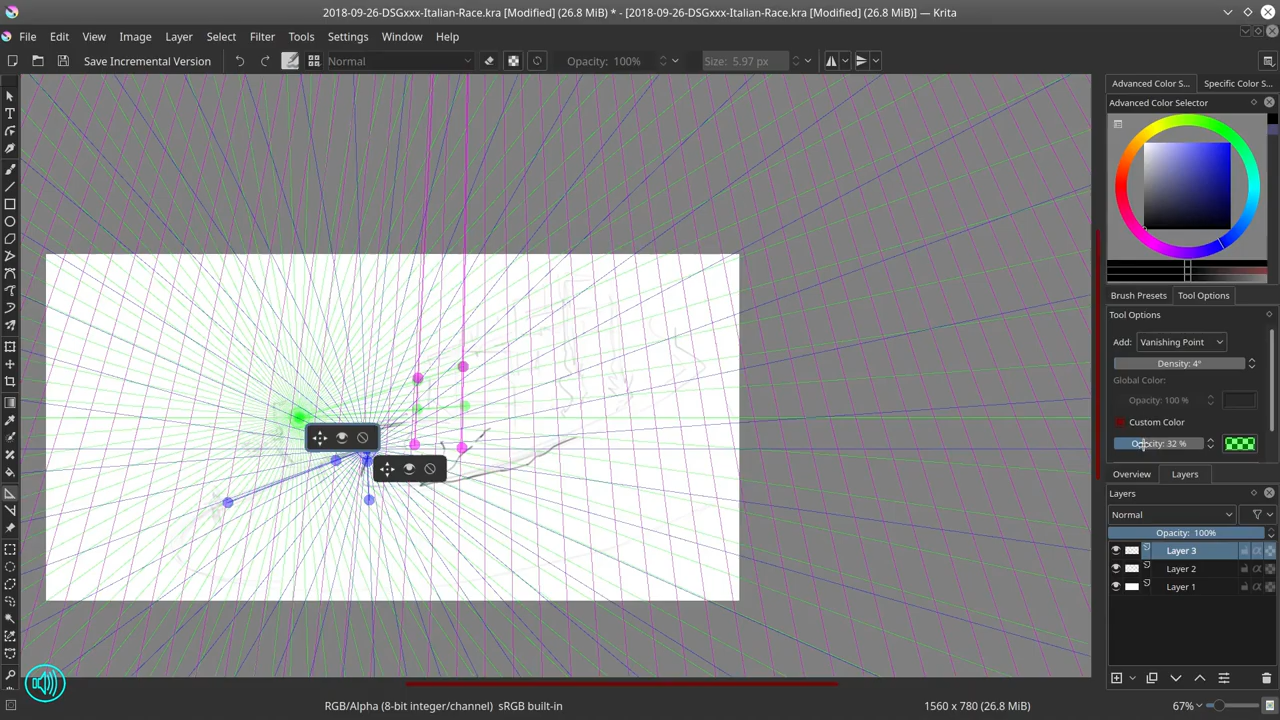 2018-09-26-DSGxxx-Italian-Race.kra [Modified] (26.8 MiB) * - [2018-09-26-DSGxxx-Italian-Race.kra [Modified] (26.8 MiB)] — Krita
File Edit View Image Layer Select Filter Tools Settings Window Help
Save Incremental Version Normal Opacity: 100% Size: 5.97 px
Advanced Color S... Specific Color S...
Advanced Color Selector
Brush Presets Tool Options
Tool Options
Add: Vanishing Point
Density: 4°
Global Color:
Opacity: 100 %
Custom Color
Opacity: 32 %
Overview Layers
Layers
Normal
Opacity: 100%
Layer 3
Layer 2
Layer 1
RGB/Alpha (8-bit integer/channel) sRGB built-in 1560 x 780 (26.8 MiB) 67%